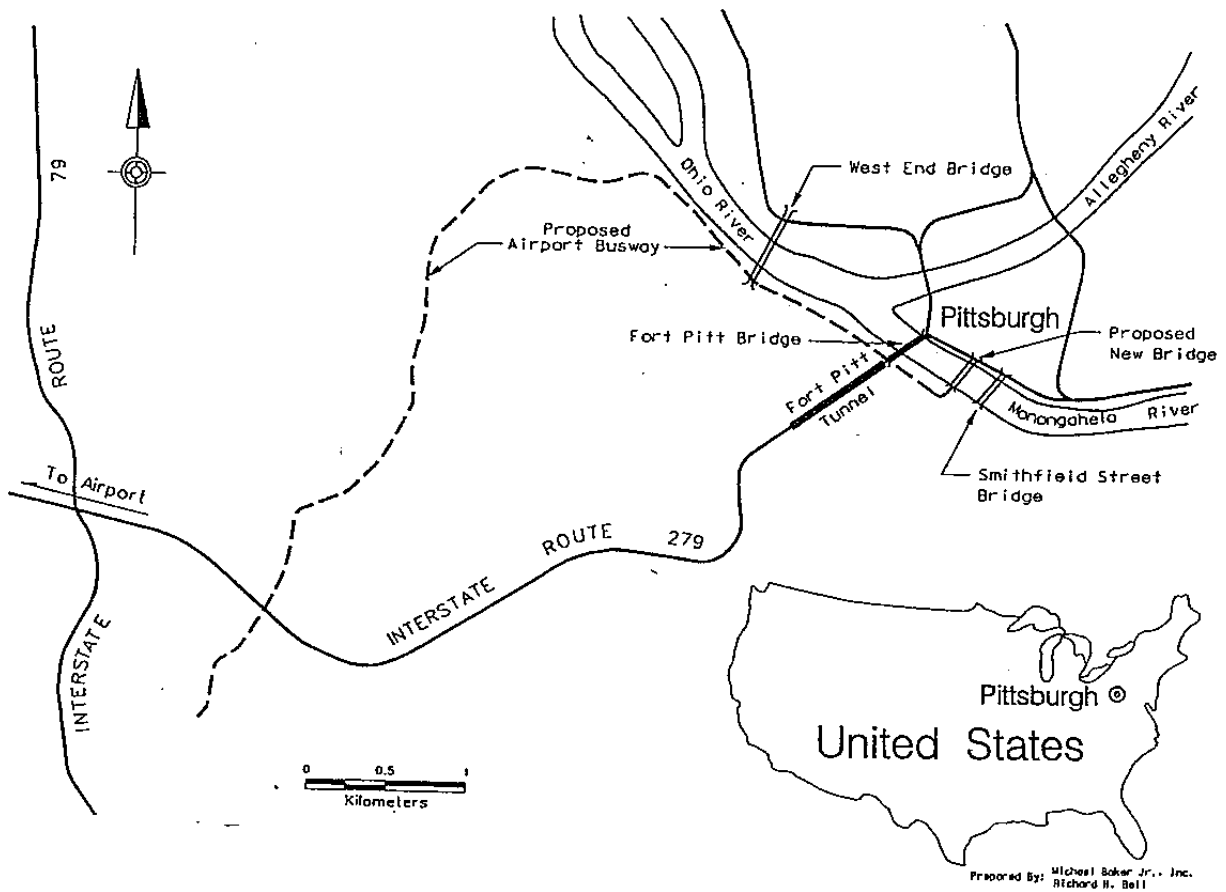 79
ROUTE
INTERSTATE
To Airport
Proposed
Airport Busway
Ohio River
West End Bridge
Allegheny River
Fort Pitt Bridge
Pittsburgh
Proposed
New Bridge
Fort Pitt
Tunnel
Monongahela River
Smithfield Street
Bridge
INTERSTATE ROUTE 279
0 0.5 1
Kilometers
Pittsburgh
United States
Prepared By: Michael Baker Jr., Inc.
Richard H. Bell